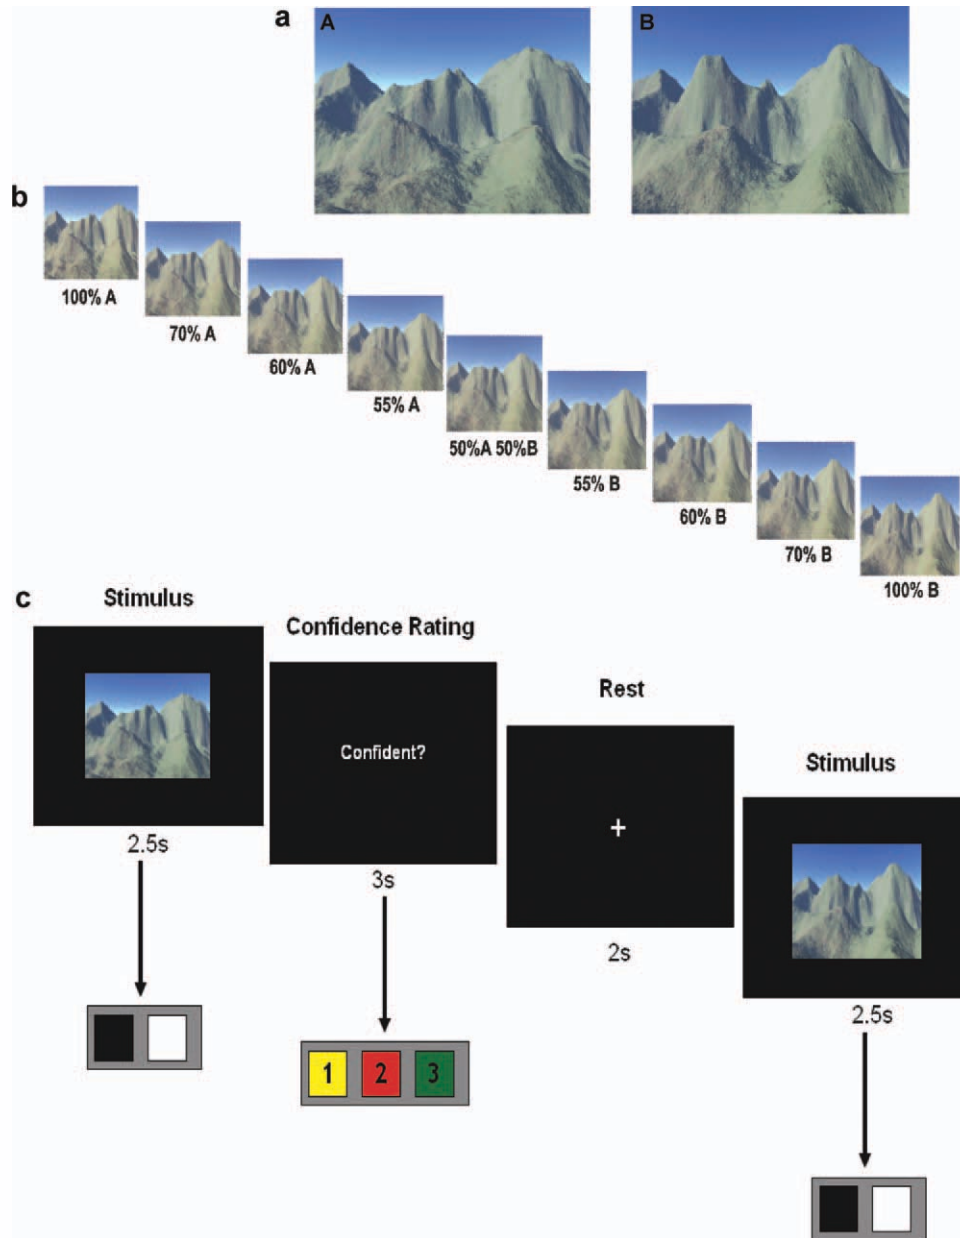 a
A
B
b
100% A
70% A
60% A
55% A
50%A 50%B
55% B
60% B
70% B
100% B
c
Stimulus
Confidence Rating
Rest
Stimulus
Confident?
+
2.5s
3s
2s
2.5s
1 2 3